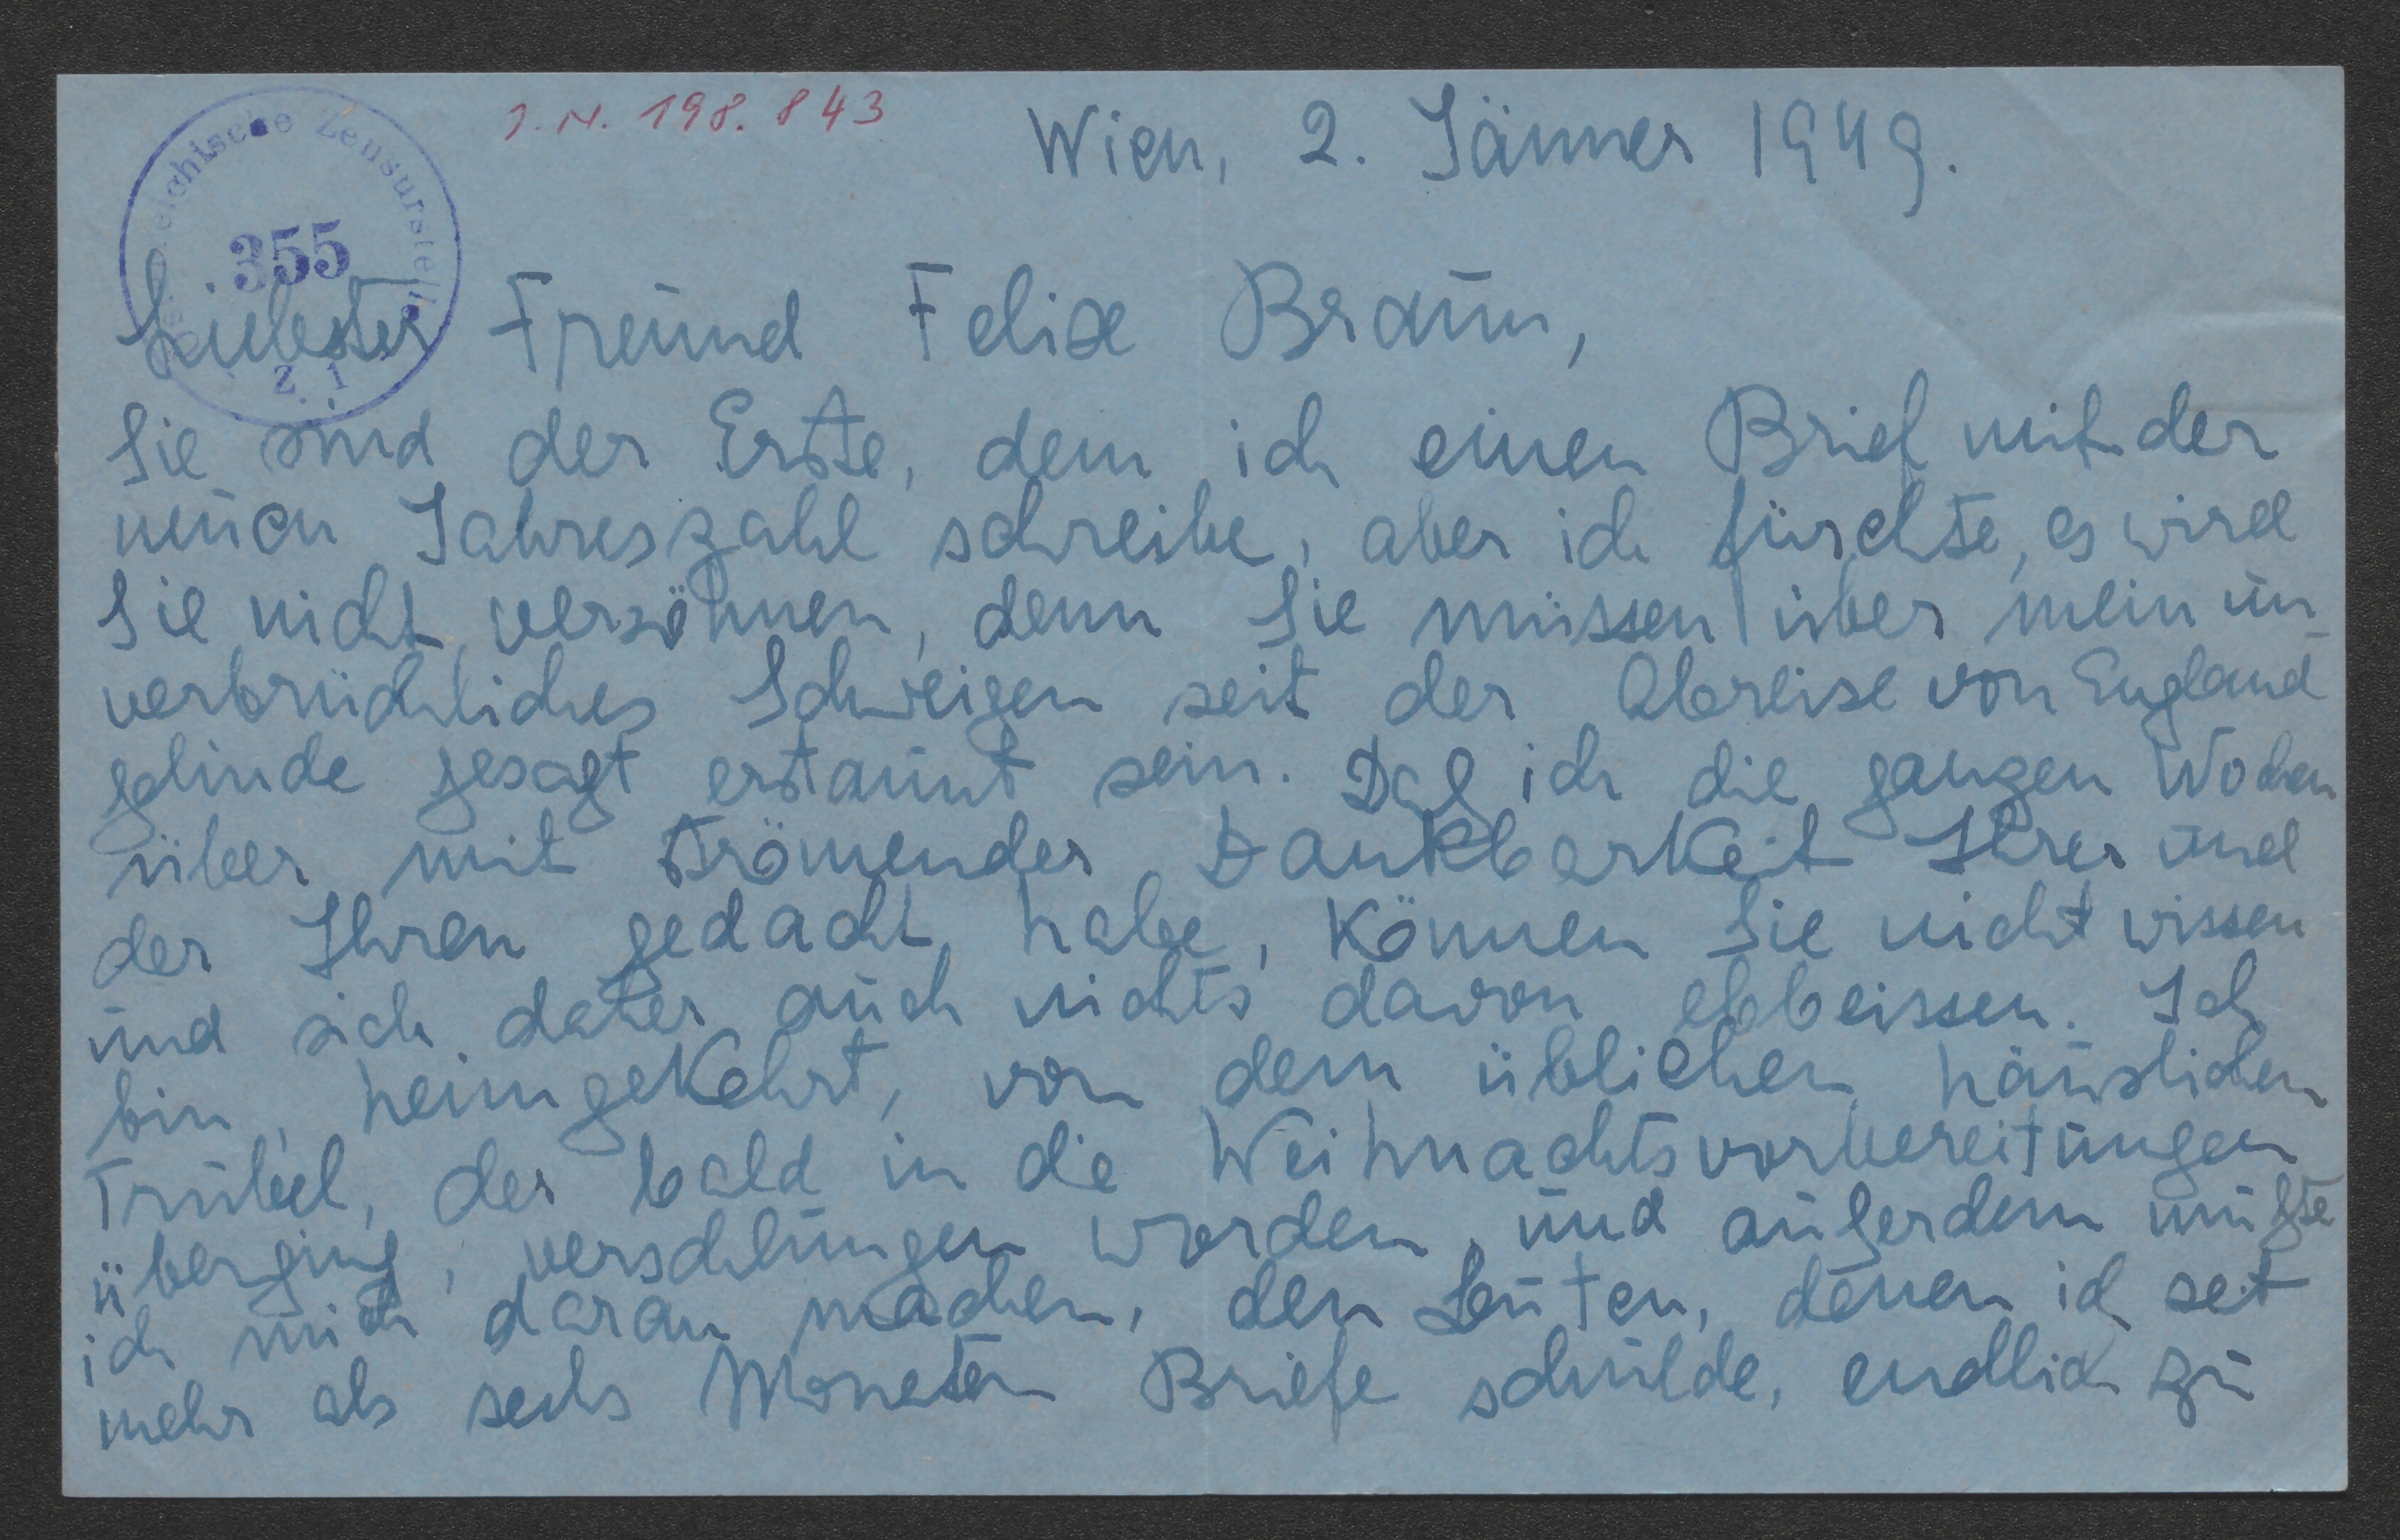 J. N. 198.843
Wien, 2. Jänner 1949.
Österreichische Zensurstelle
355
Z. 1
Liebster Freund Felix Braun,
Sie sind der Erste, dem ich einen Brief mit der
neuen Jahreszahl schreibe, aber ich fürchte, es wird
Sie nicht versöhnen, denn Sie müssen über mein un-
verbrüchliches Schweigen seit der Abreise von England
gelinde gesagt erstaunt sein. Daß ich die ganzen Wochen
über mit strömender Dankbarkeit Ihrer und
der Ihren gedacht habe, können Sie nicht wissen
und sich daher auch nichts davon abbeissen. Ich
bin, heimgekehrt, von dem üblichen häuslichen
Trubel, der bald in die Weihnachtsvorbereitungen
überging, verschlungen worden, und außerdem mußte
ich mich daran machen, den Leuten, denen ich seit
mehr als sechs Monaten Briefe schulde, endlich zu